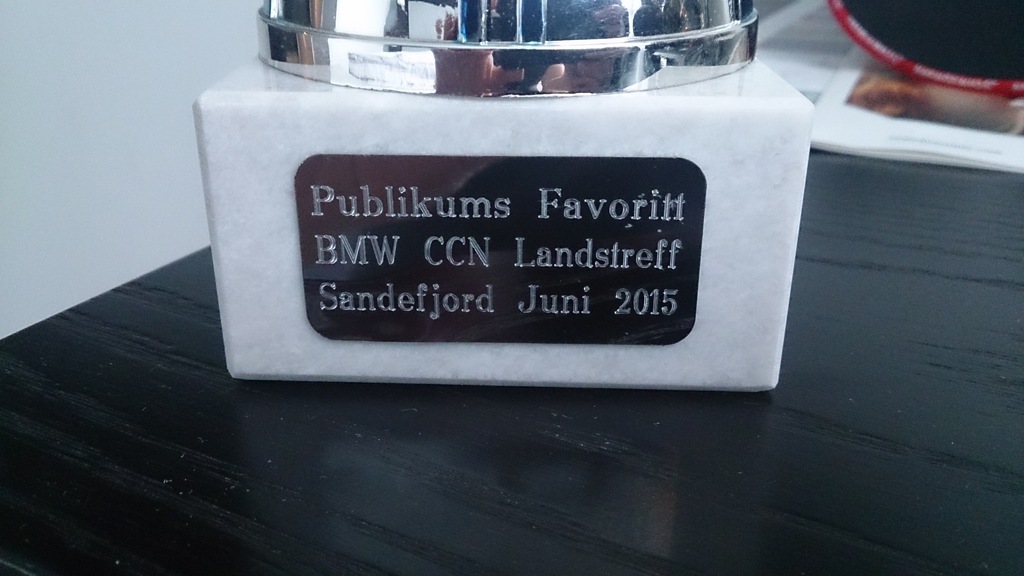 Publikums Favoritt
BMW CCN Landstreff
Sandefjord Juni 2015